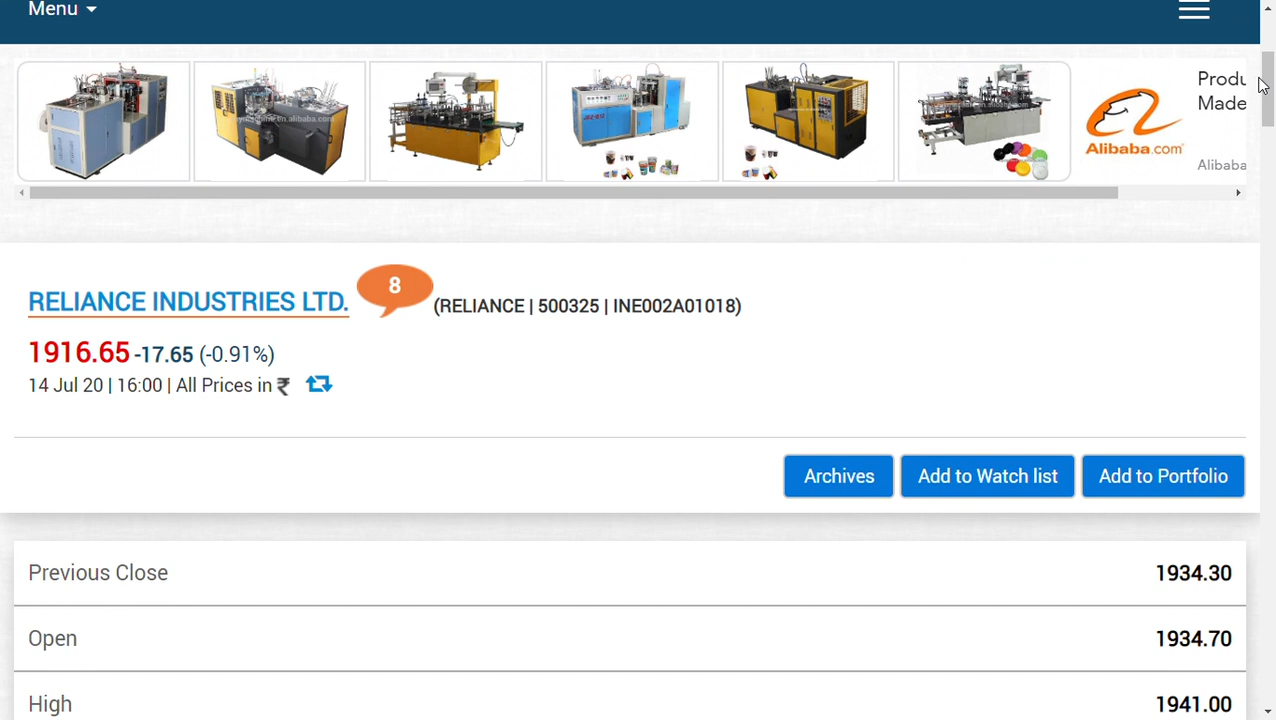 Menu
Produ
Made
Alibaba.com
Alibaba
RELIANCE INDUSTRIES LTD.
8
(RELIANCE | 500325 | INE002A01018)
1916.65 -17.65 (-0.91%)
14 Jul 20 | 16:00 | All Prices in ₹
Archives
Add to Watch list
Add to Portfolio
Previous Close 1934.30
Open 1934.70
High 1941.00